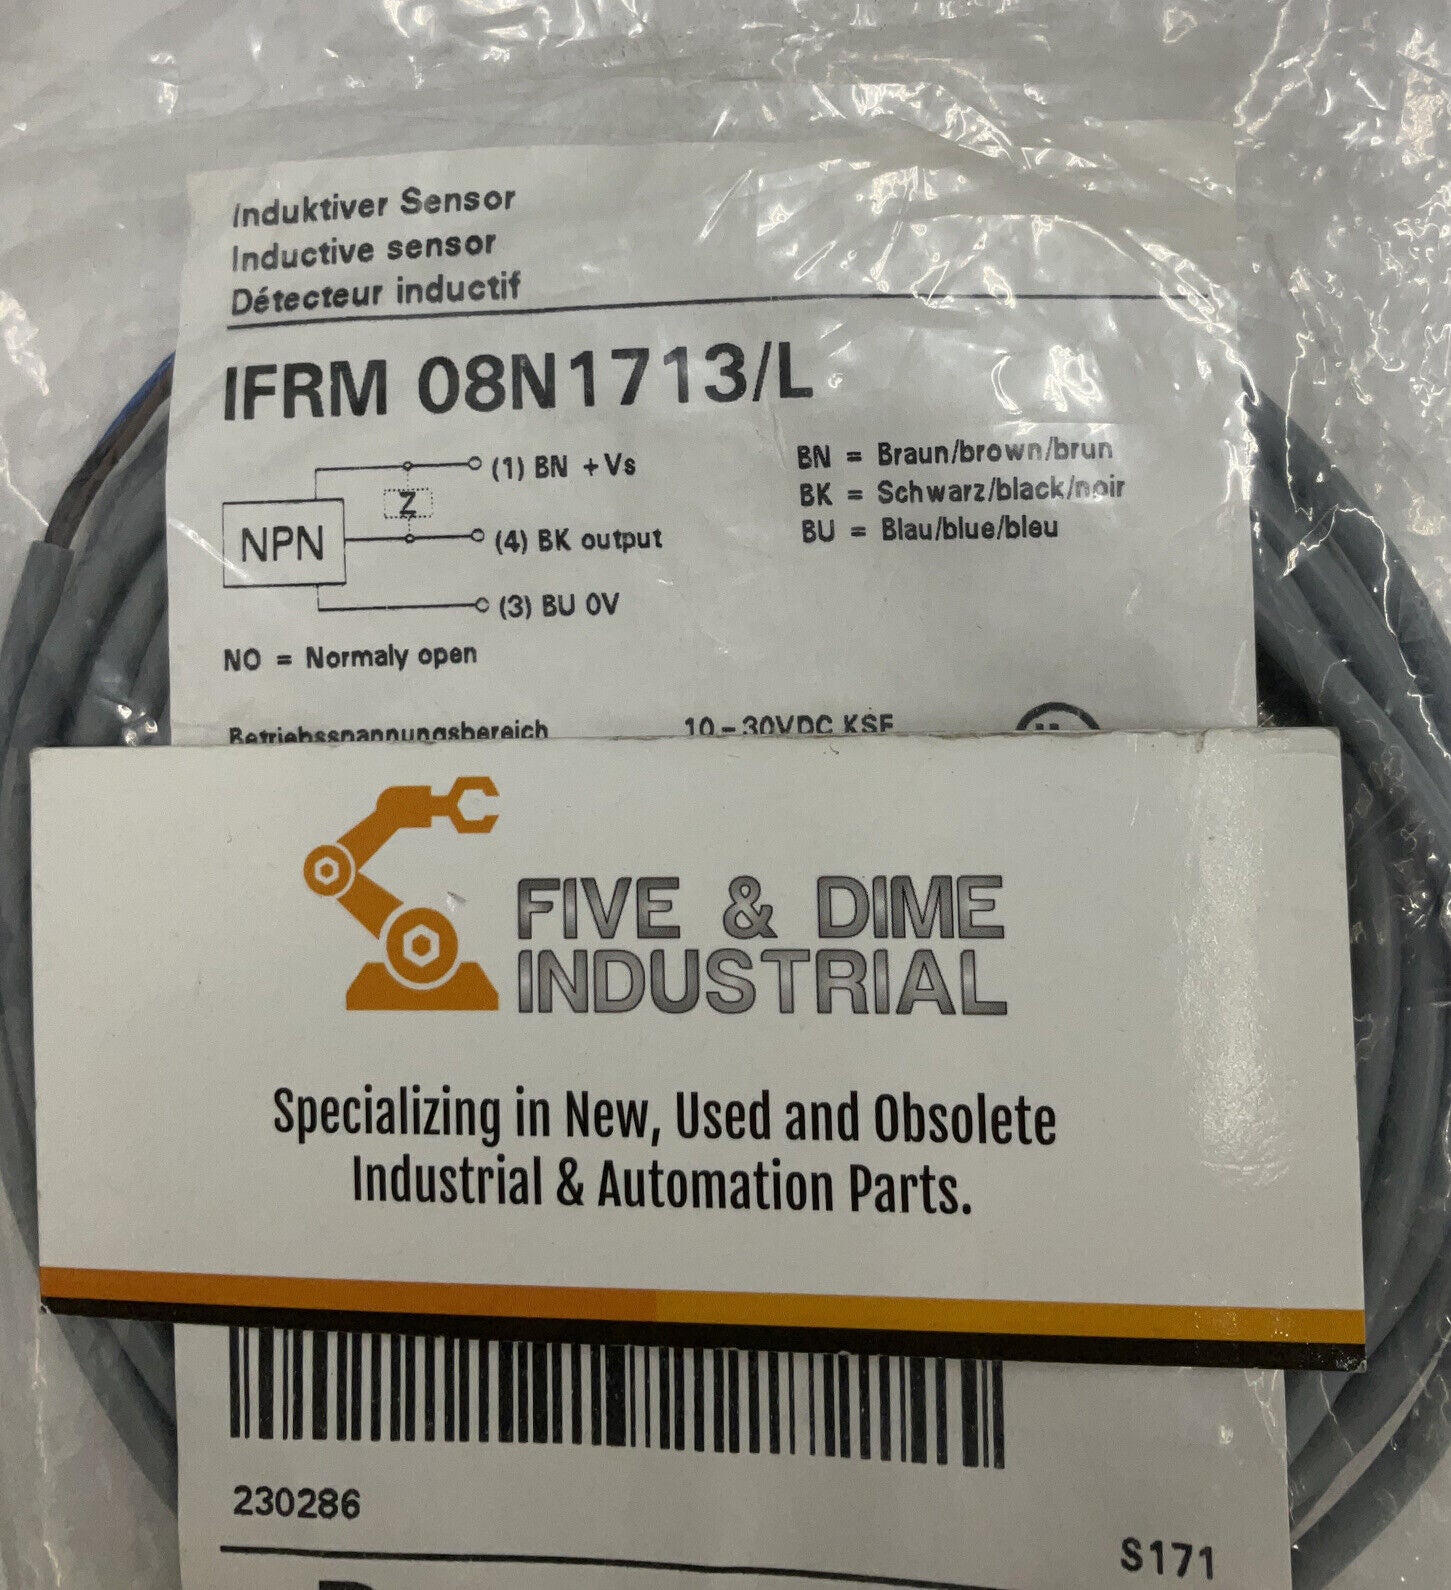 Induktiver Sensor
Inductive sensor
Détecteur inductif
IFRM 08N1713/L
(1) BN +Vs
Z
NPN
(4) BK output
(3) BU 0V
BN = Braun/brown/brun
BK = Schwarz/black/noir
BU = Blau/blue/bleu
NO = Normaly open
Betriebsspannungsbereich 10-30VDC KSF
FIVE & DIME
INDUSTRIAL
Specializing in New, Used and Obsolete
Industrial & Automation Parts.
230286
S171